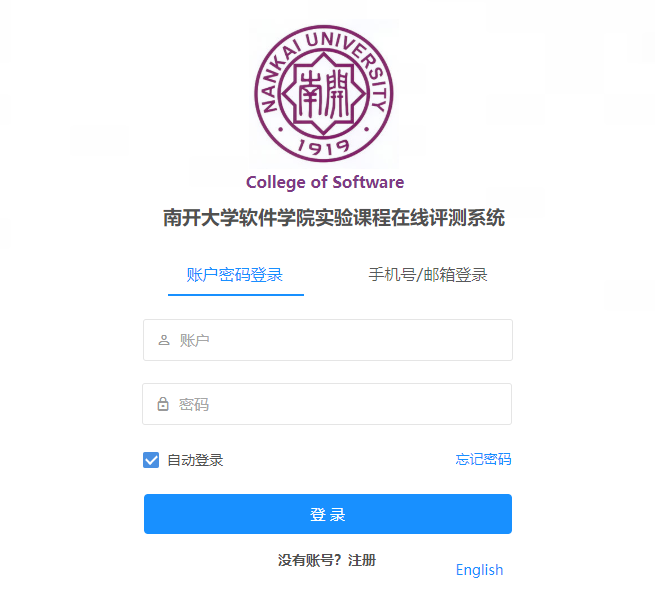 NANKAI UNIVERSITY
南開
· 1919 ·
College of Software
南开大学软件学院实验课程在线评测系统
账户密码登录 手机号/邮箱登录
账户
密码
自动登录 忘记密码
登 录
没有账号? 注册
English